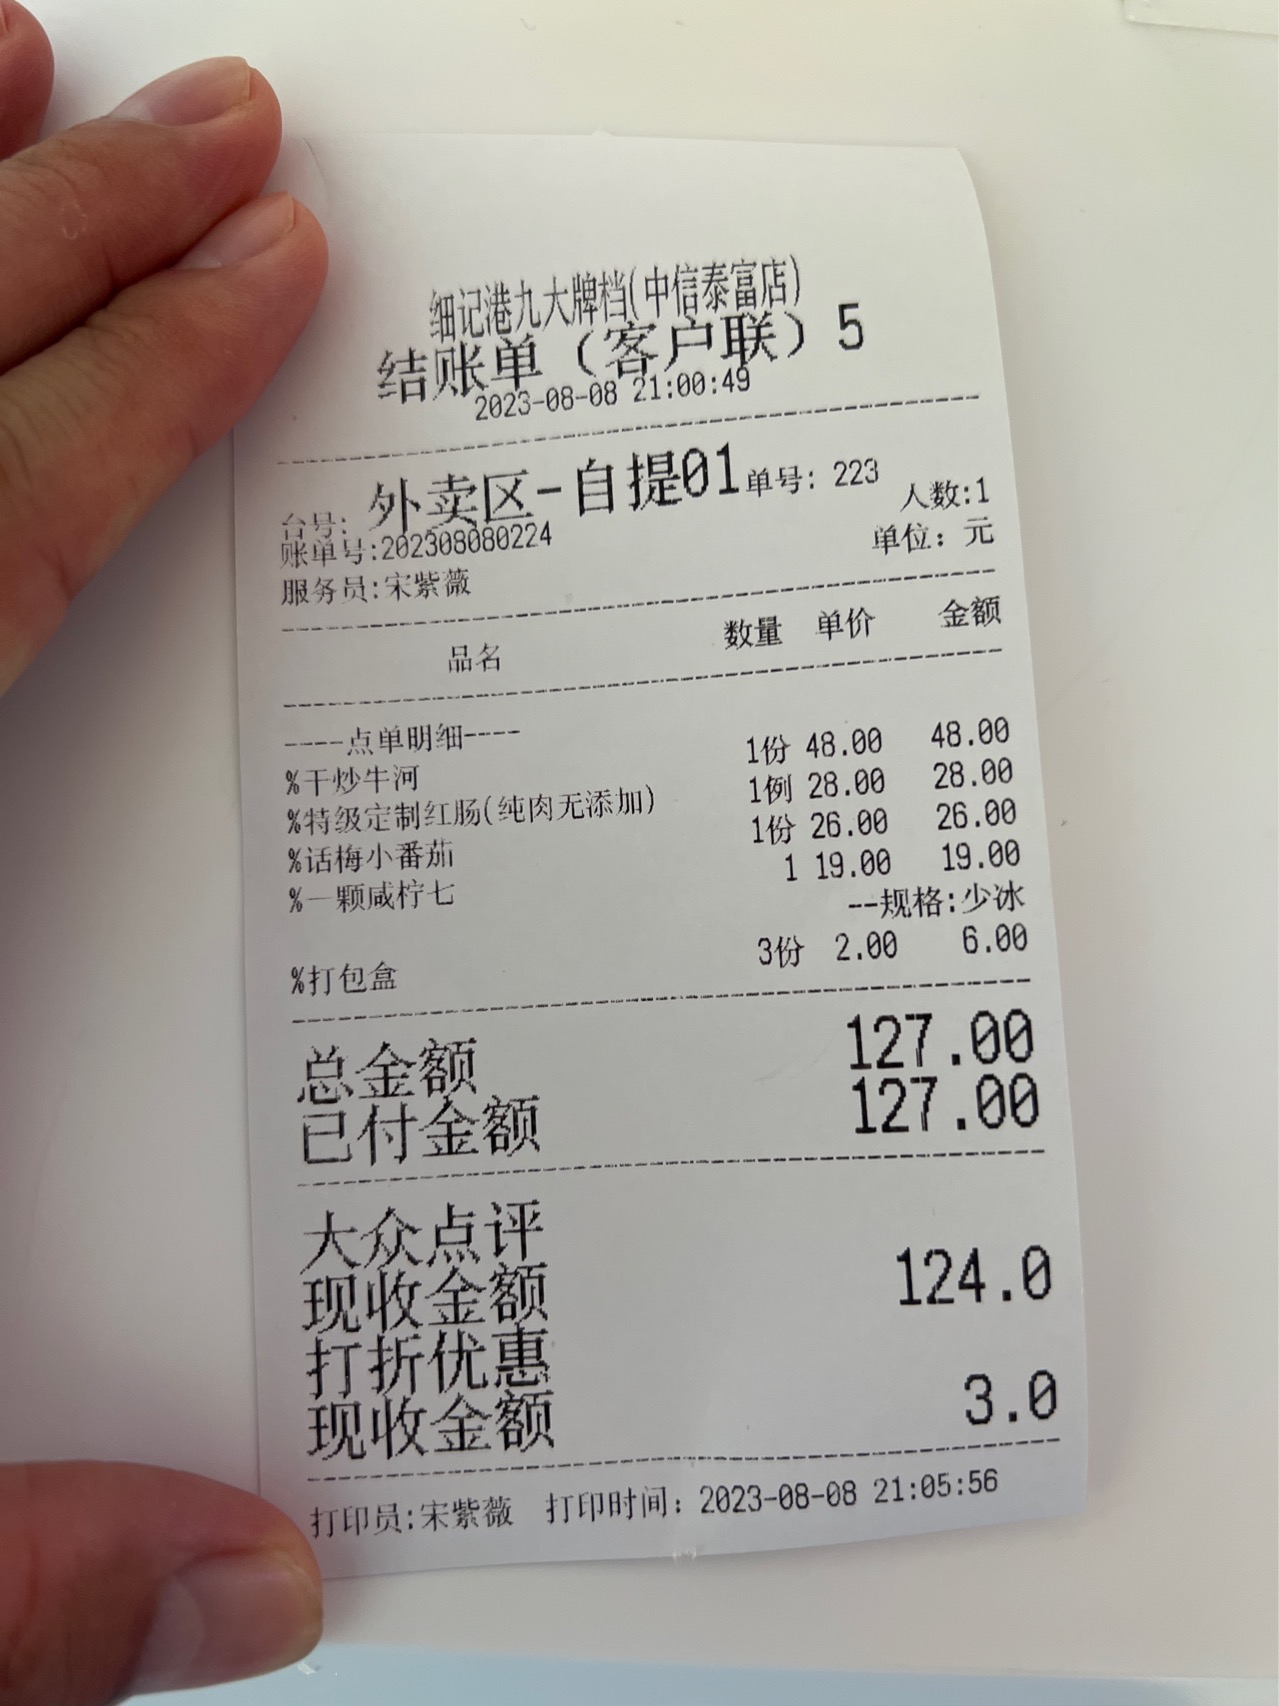 细记港九大牌档(中信泰富店)
结账单（客户联）5
2023-08-08 21:00:49
台号: 外卖区-自提01 单号: 223
账单号:202308080224 人数:1
服务员:宋紫薇 单位：元
品名 数量 单价 金额
----点单明细----
%干炒牛河 1份 48.00 48.00
%特级定制红肠(纯肉无添加) 1例 28.00 28.00
%话梅小番茄 1份 26.00 26.00
%一颗咸柠七 1 19.00 19.00
--规格:少冰
%打包盒 3份 2.00 6.00
总金额 127.00
已付金额 127.00
大众点评
现收金额 124.0
打折优惠
现收金额 3.0
打印员:宋紫薇 打印时间：2023-08-08 21:05:56